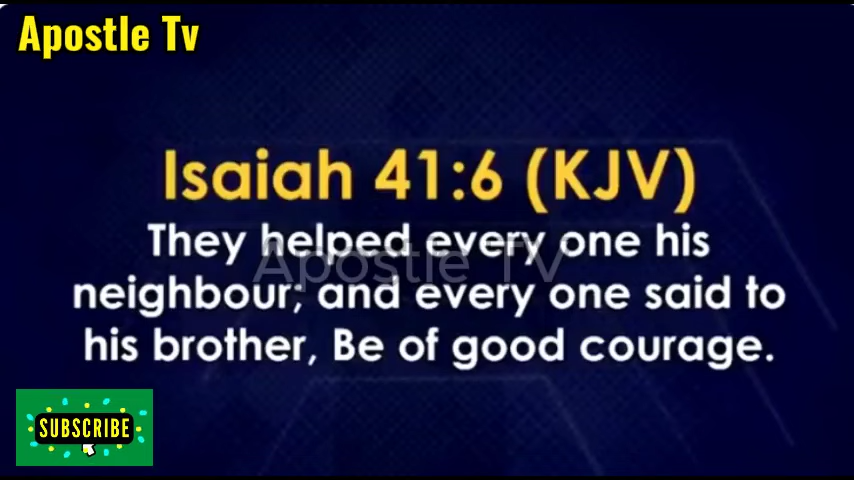 Apostle Tv
Isaiah 41:6 (KJV)
They helped every one his
Apostle TV
neighbour; and every one said to
his brother, Be of good courage.
SUBSCRIBE